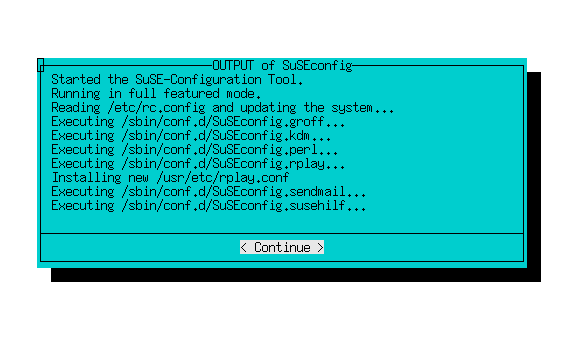 OUTPUT of SuSEconfig
Started the SuSE-Configuration Tool.
Running in full featured mode.
Reading /etc/rc.config and updating the system...
Executing /sbin/conf.d/SuSEconfig.groff...
Executing /sbin/conf.d/SuSEconfig.kdm...
Executing /sbin/conf.d/SuSEconfig.perl...
Executing /sbin/conf.d/SuSEconfig.rplay...
Installing new /usr/etc/rplay.conf
Executing /sbin/conf.d/SuSEconfig.sendmail...
Executing /sbin/conf.d/SuSEconfig.susehilf...
< Continue >